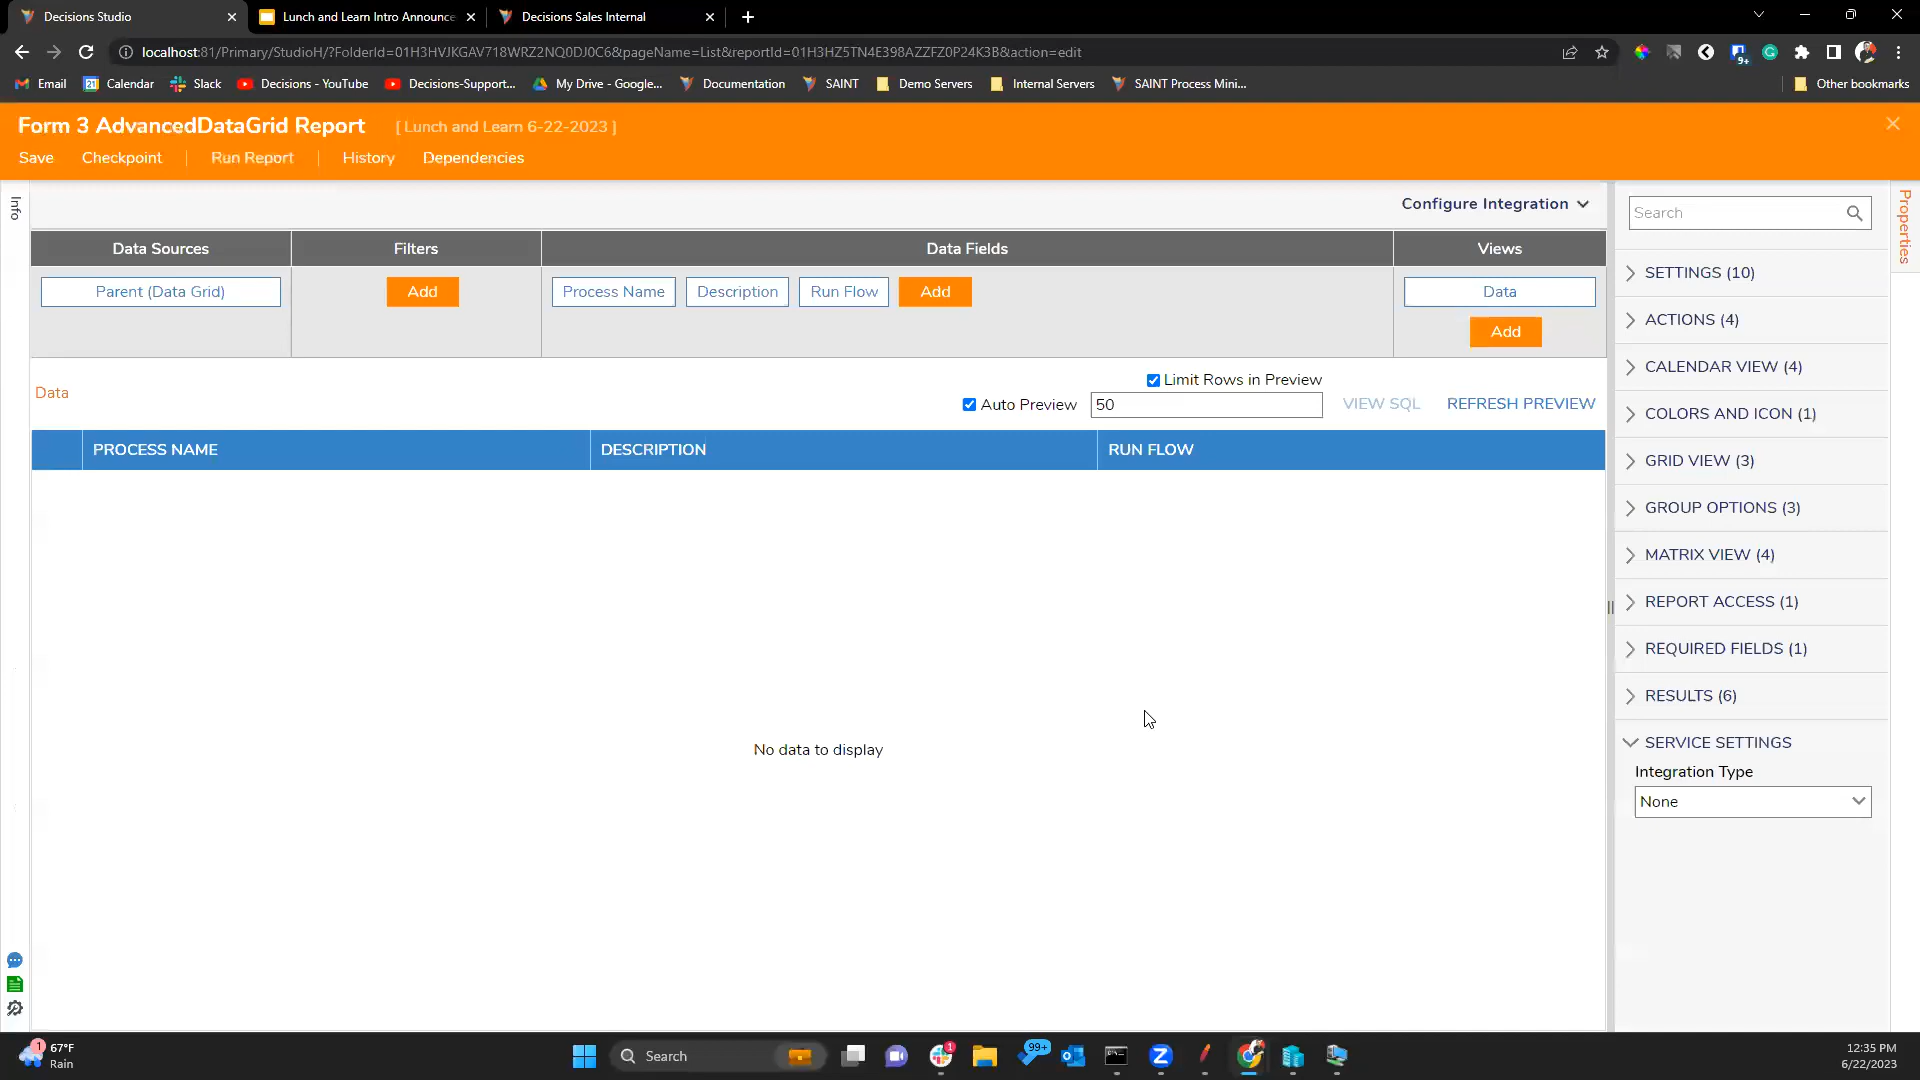 Decisions Studio
Lunch and Learn Intro Announce
Decisions Sales Internal
localhost:81/Primary/StudioH/?FolderId=01H3HVJKGAV718WRZ2NQ0DJ0C6&pageName=List&reportId=01H3HZ5TN4E398AZZFZ0P24K3B&action=edit
9+
Email
Calendar
Slack
Decisions - YouTube
Decisions-Support...
My Drive - Google...
Documentation
SAINT
Demo Servers
Internal Servers
SAINT Process Mini...
Other bookmarks
Form 3 AdvancedDataGrid Report
[ Lunch and Learn 6-22-2023 ]
Save
Checkpoint
Run Report
History
Dependencies
Info
Configure Integration
Search
Properties
Data Sources
Filters
Data Fields
Views
Parent (Data Grid)
Add
Process Name
Description
Run Flow
Add
Data
Add
SETTINGS (10)
ACTIONS (4)
CALENDAR VIEW (4)
COLORS AND ICON (1)
GRID VIEW (3)
GROUP OPTIONS (3)
MATRIX VIEW (4)
REPORT ACCESS (1)
REQUIRED FIELDS (1)
RESULTS (6)
SERVICE SETTINGS
Integration Type
None
Data
Limit Rows in Preview
Auto Preview
50
VIEW SQL
REFRESH PREVIEW
PROCESS NAME
DESCRIPTION
RUN FLOW
No data to display
1
67°F
Rain
Search
1
99+
12:35 PM
6/22/2023